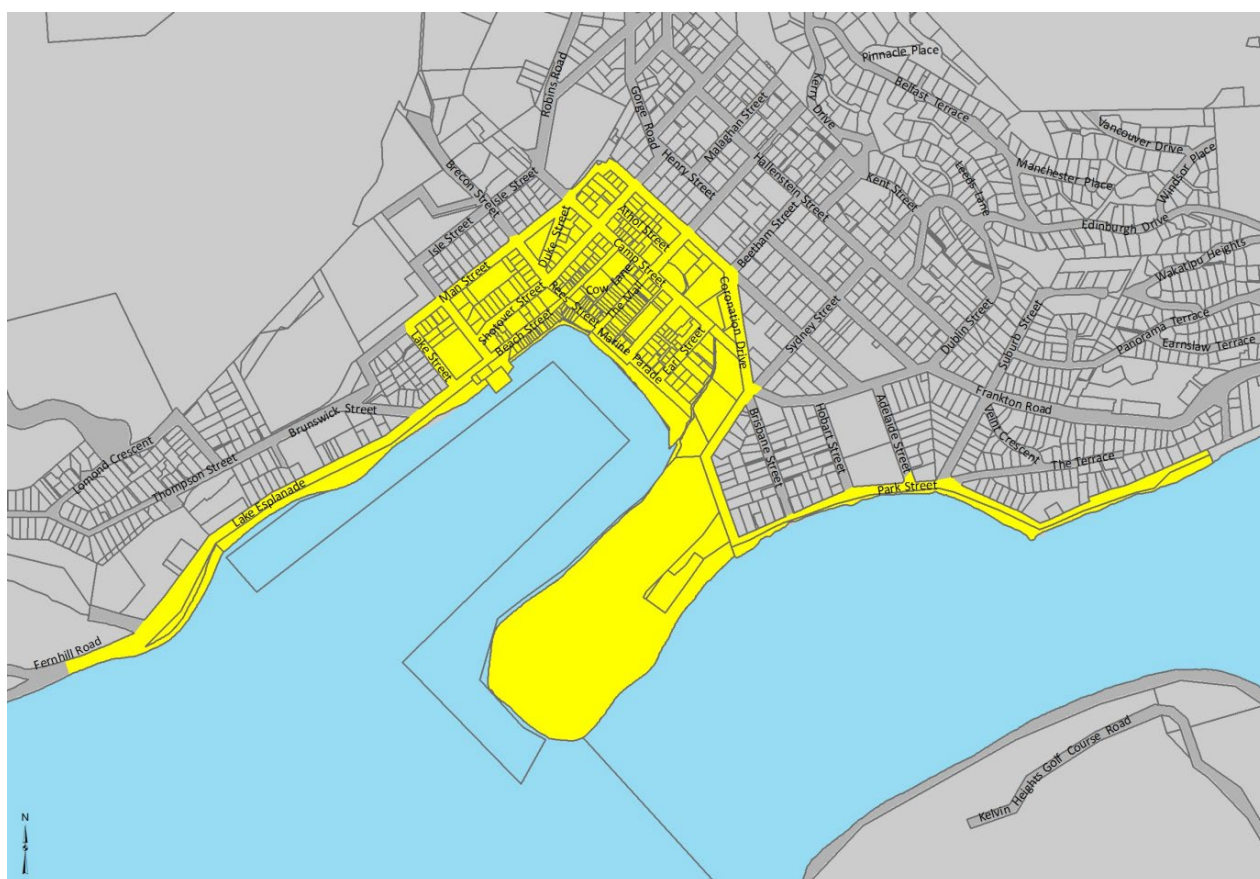 Pinnacle Place
Robins Road
Kerry Drive
Belfast Terrace
Gorge Road
Malaghan Street
Vancouver Drive
Henry Street
Hallenstein Street
Manchester Place
Windsor Place
Brecon Street
Isle Street
Leeds Lane
Kent Street
Edinburgh Drive
Athol Street
Isle Street
Duke Street
Beetham Street
Camp Street
Wakatipu Heights
Man Street
Cow Lane
The Mall
Coronation Drive
Rees Street
Shotover Street
Beach Street
Sydney Street
Dublin Street
Suburb Street
Panorama Terrace
Lake Street
Marine Parade
Earl Street
Earnslaw Terrace
Frankton Road
Brunswick Street
Brisbane Street
Hobart Street
Adelaide Street
Veint Crescent
Lomond Crescent
Thompson Street
The Terrace
Lake Esplanade
Park Street
Fernhill Road
Kelvin Heights Golf Course Road
N